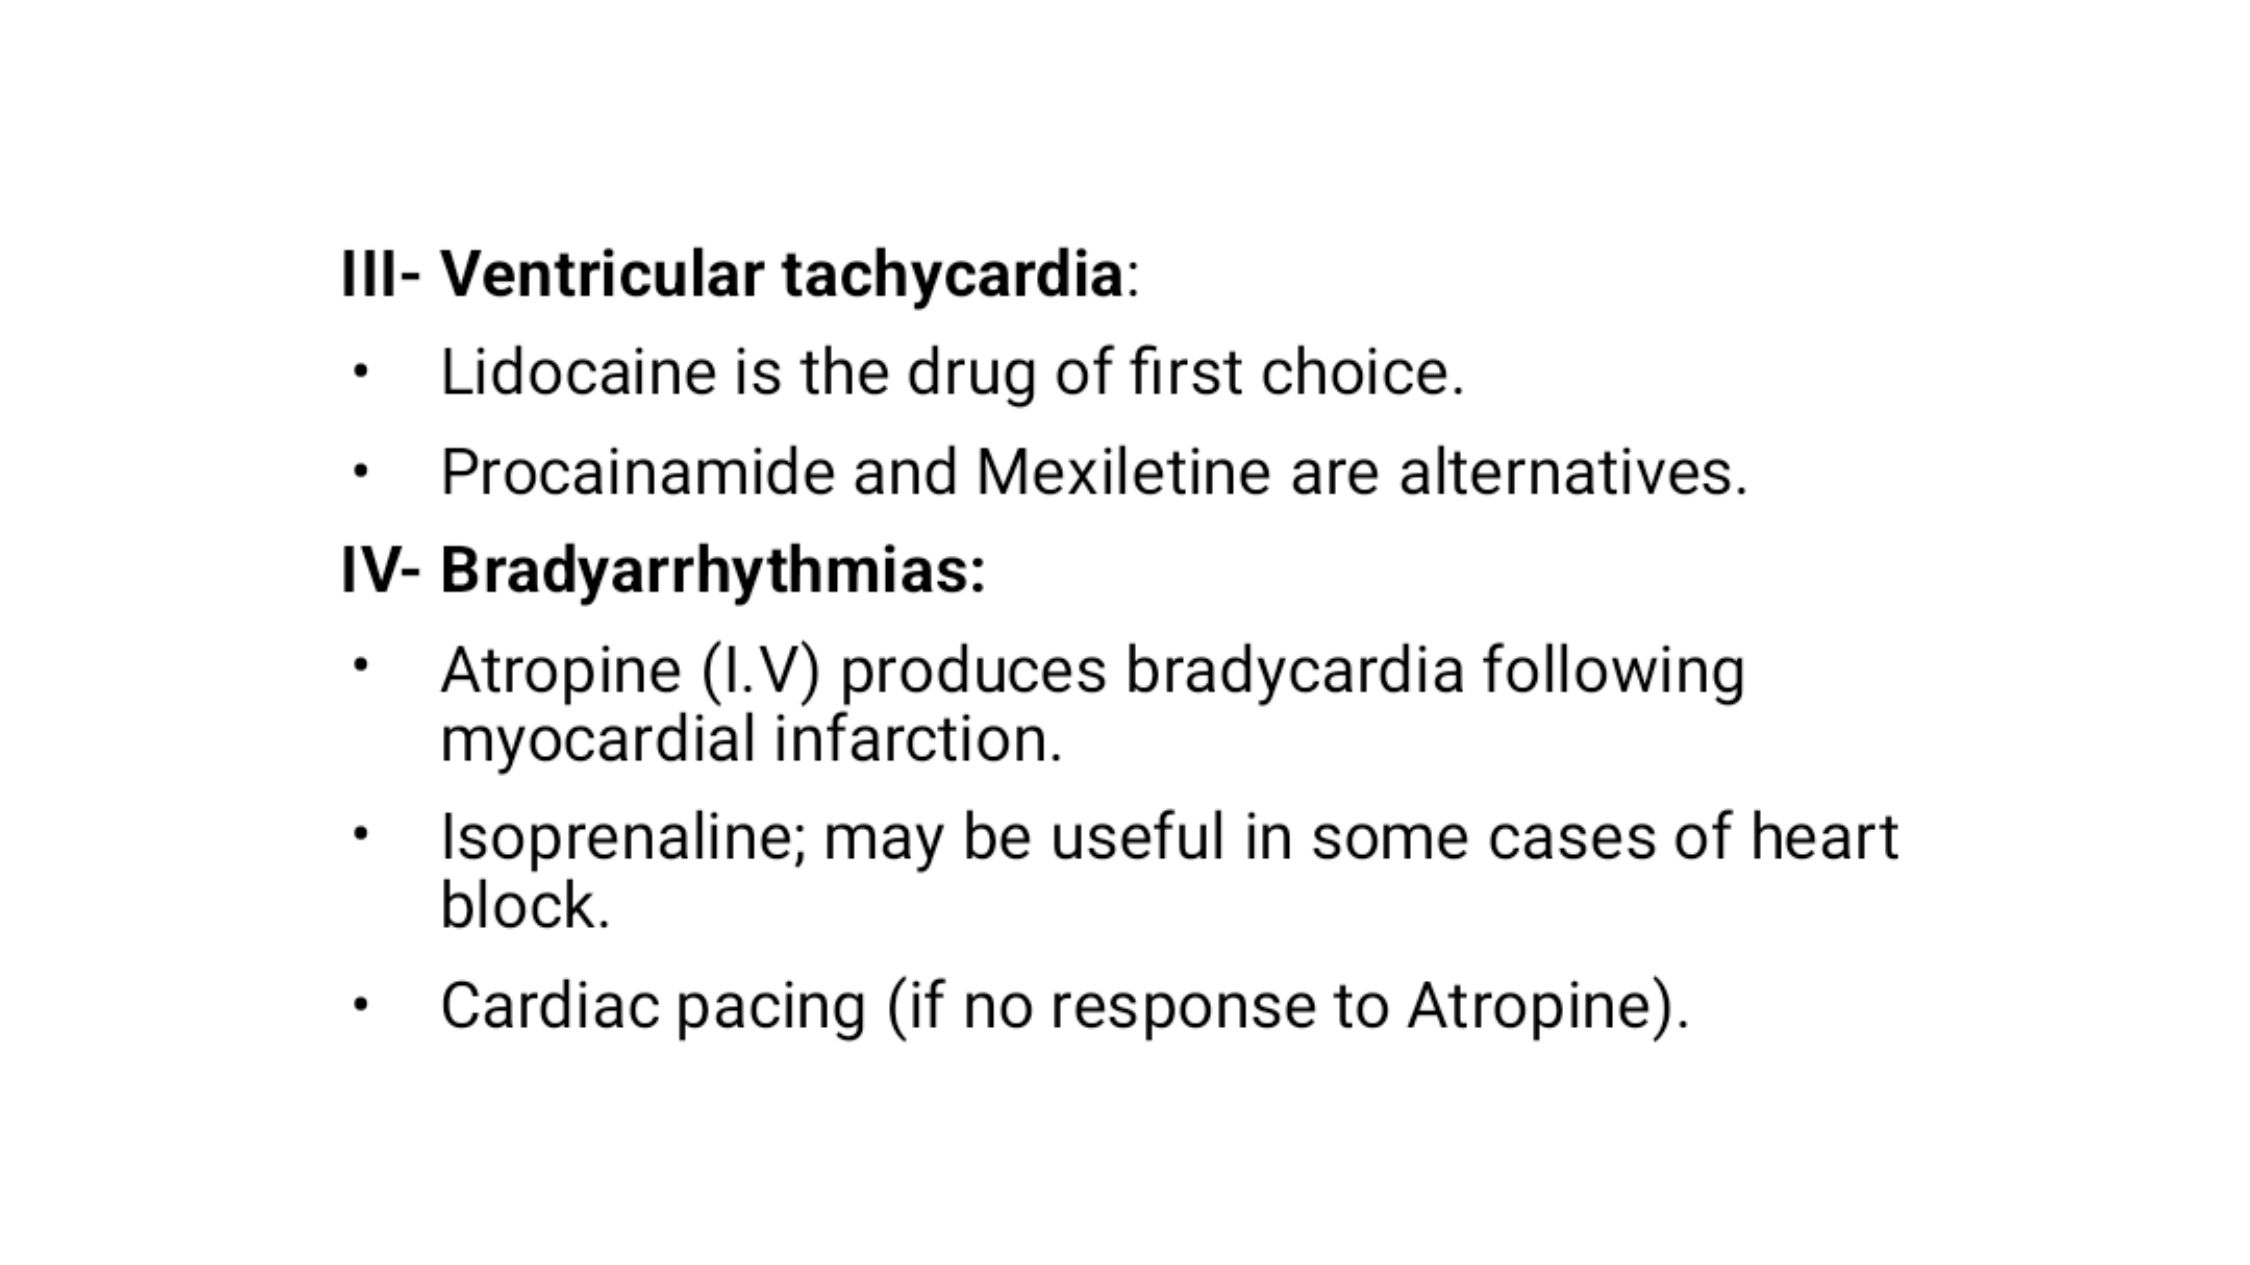 III- Ventricular tachycardia:
• Lidocaine is the drug of first choice.
• Procainamide and Mexiletine are alternatives.
IV- Bradyarrhythmias:
• Atropine (I.V) produces bradycardia following
myocardial infarction.
• Isoprenaline; may be useful in some cases of heart
block.
• Cardiac pacing (if no response to Atropine).